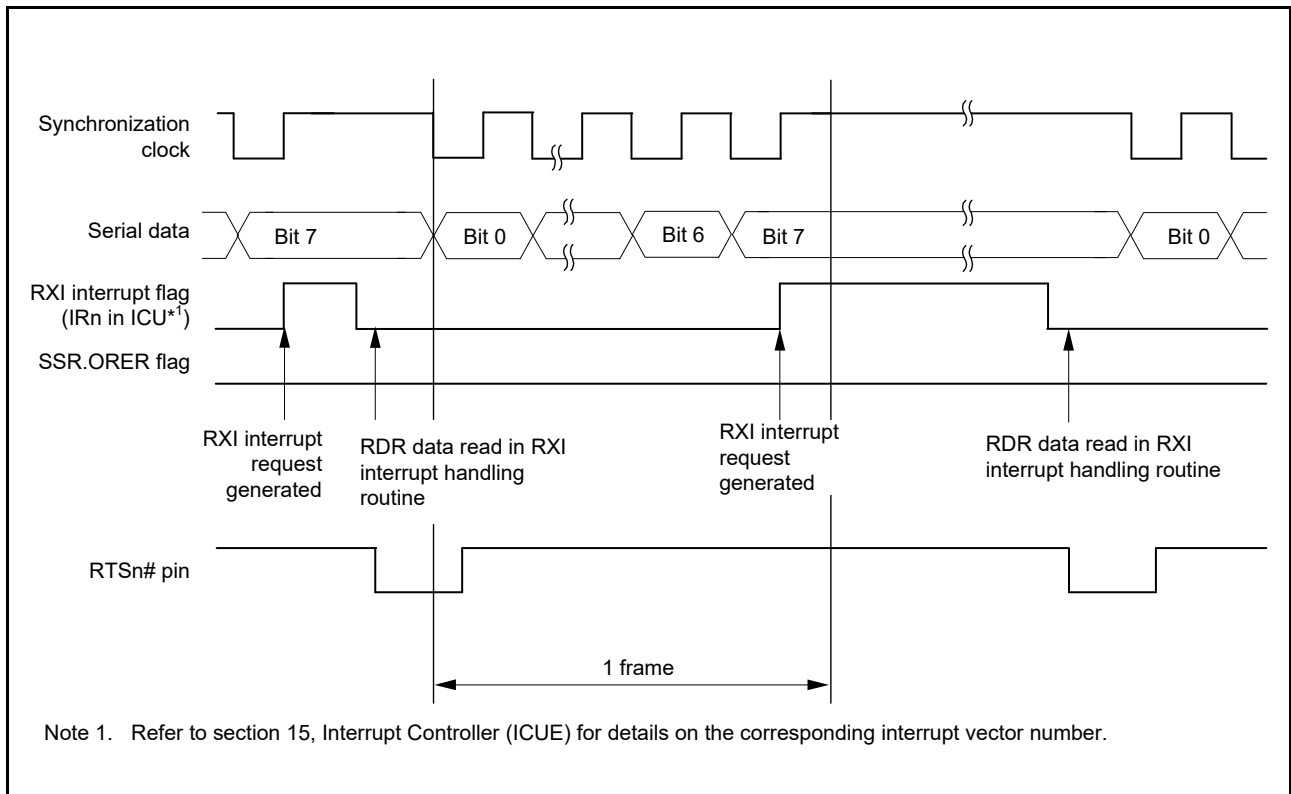 Synchronization
clock
Serial data
Bit 7
Bit 0
Bit 6
Bit 7
Bit 0
RXI interrupt flag
(IRn in ICU*1)
SSR.ORER flag
RXI interrupt
request
generated
RDR data read in RXI
interrupt handling
routine
RXI interrupt
request
generated
RDR data read in RXI
interrupt handling routine
RTSn# pin
1 frame
Note 1. Refer to section 15, Interrupt Controller (ICUE) for details on the corresponding interrupt vector number.